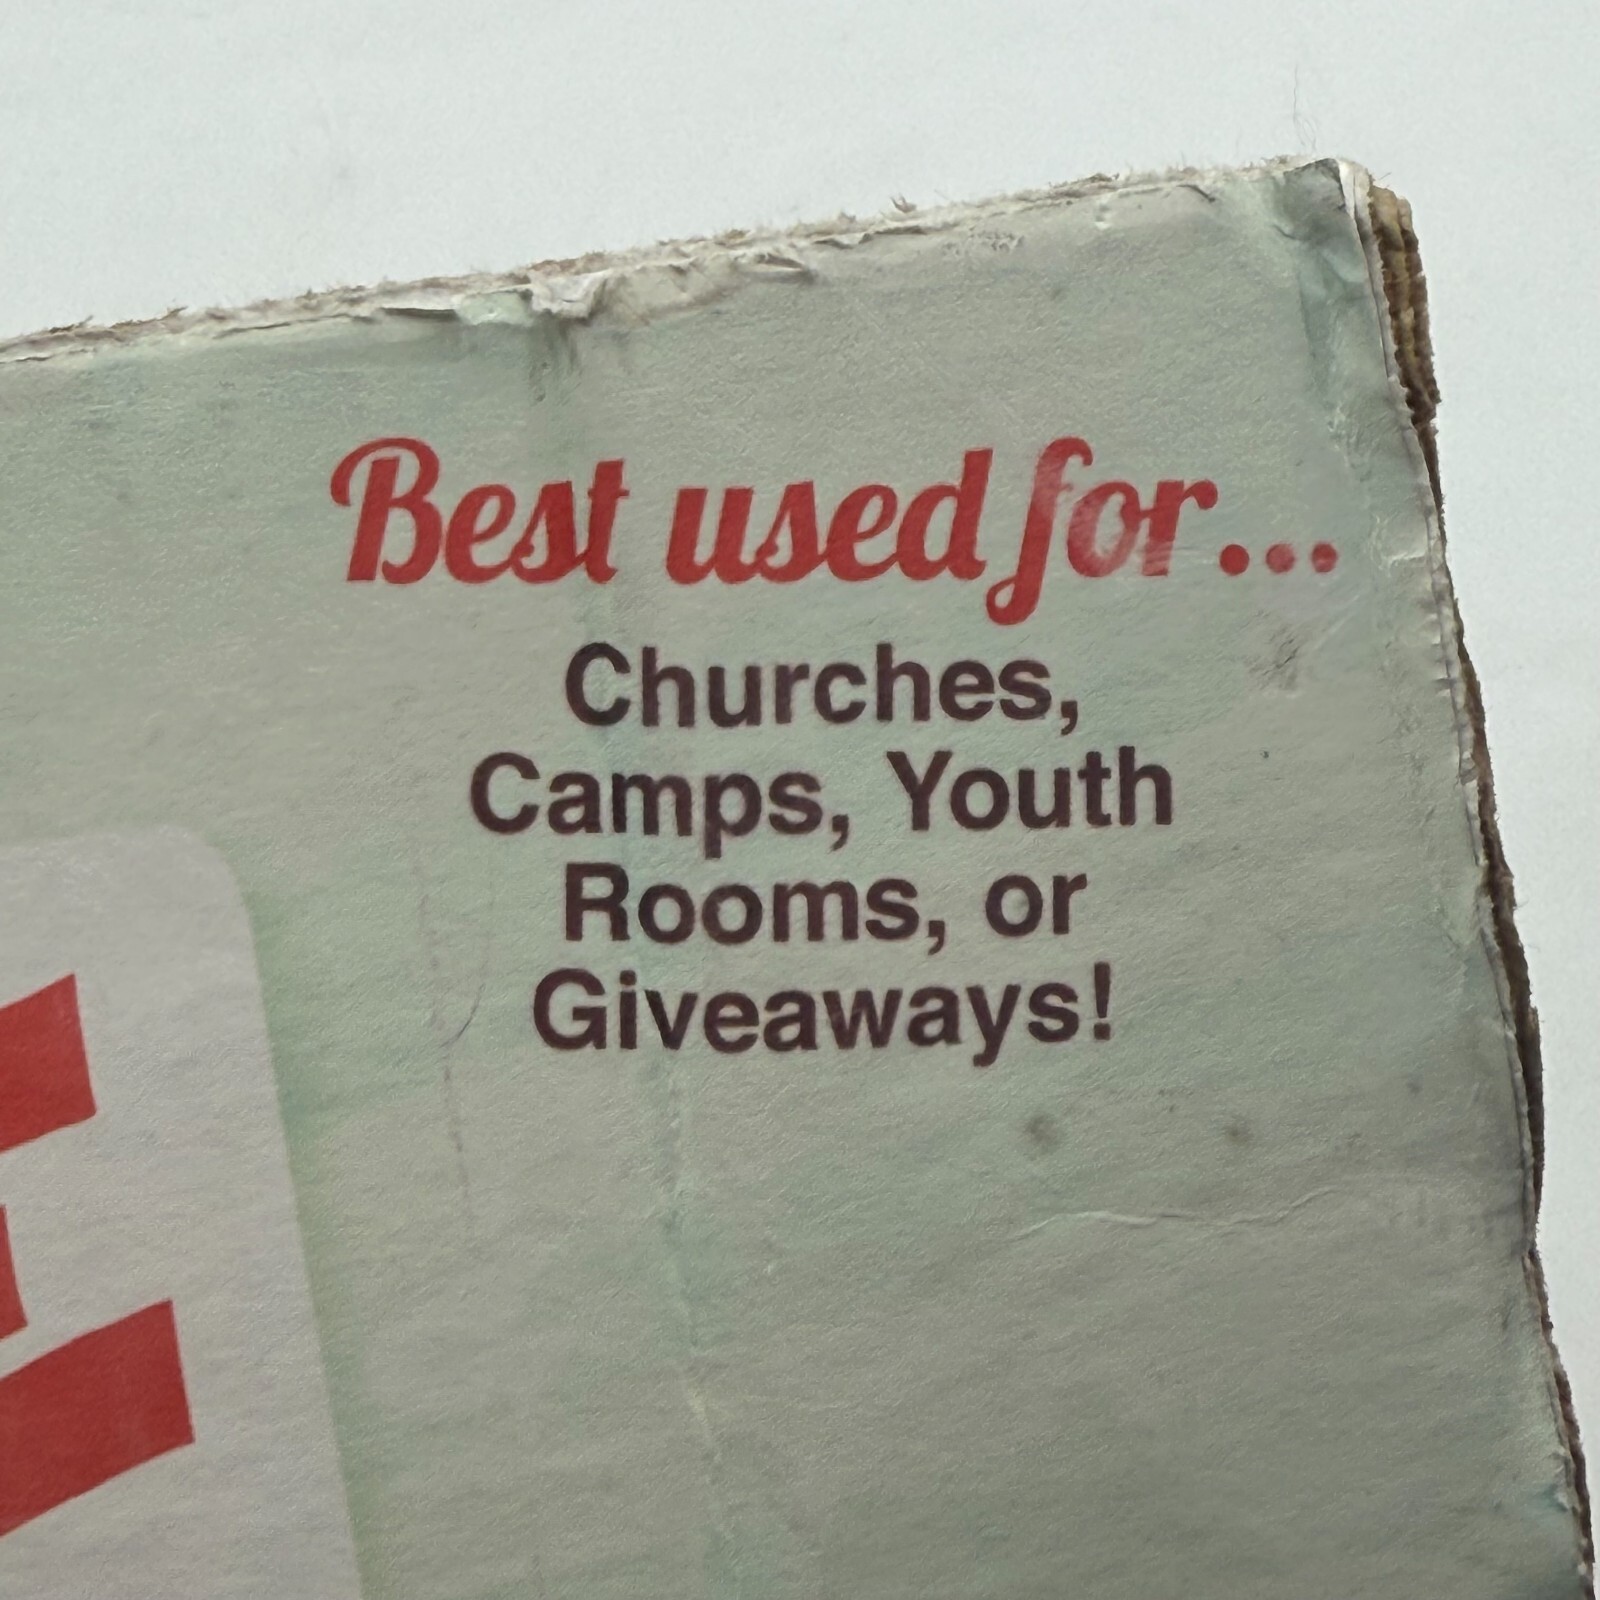 Best used for...
Churches,
Camps, Youth
Rooms, or
Giveaways!